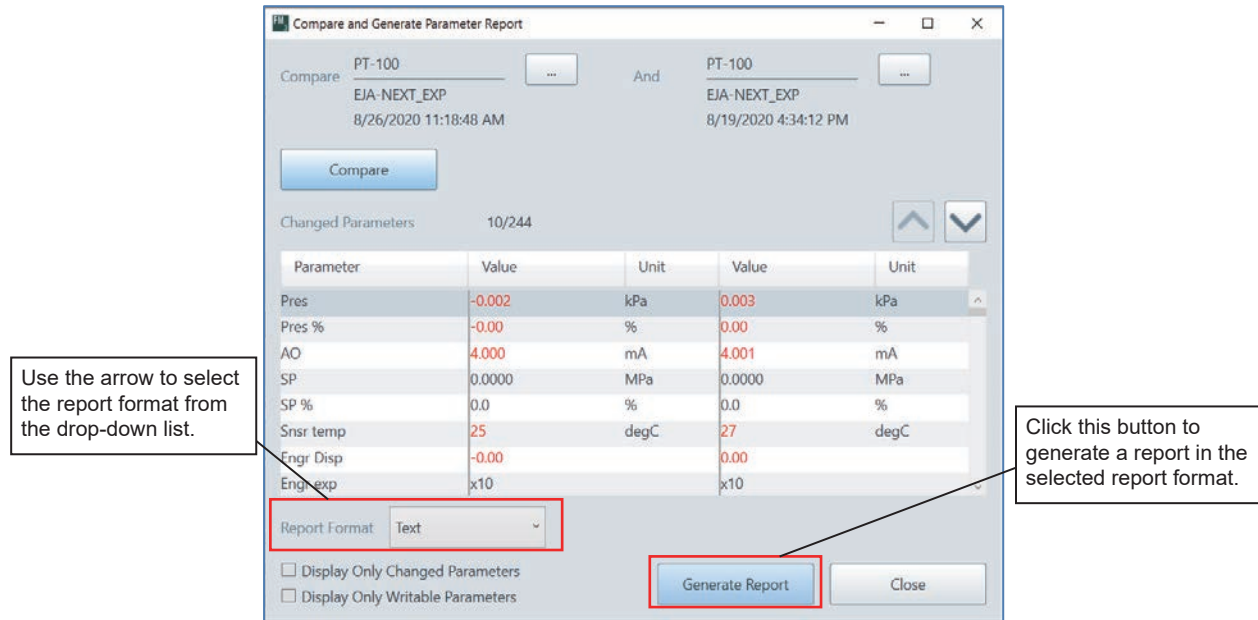 FM
Compare and Generate Parameter Report
Compare PT-100 ... And PT-100 ...
EJA-NEXT_EXP EJA-NEXT_EXP
8/26/2020 11:18:48 AM 8/19/2020 4:34:12 PM
Compare
Changed Parameters 10/244
Parameter Value Unit Value Unit
Pres -0.002 kPa 0.003 kPa
Pres % -0.00 % 0.00 %
AO 4.000 mA 4.001 mA
SP 0.0000 MPa 0.0000 MPa
SP % 0.0 % 0.0 %
Snsr temp 25 degC 27 degC
Engr Disp -0.00 0.00
Engr exp x10 x10
Use the arrow to select
the report format from
the drop-down list.
Report Format Text
Display Only Changed Parameters
Display Only Writable Parameters
Generate Report Close
Click this button to
generate a report in the
selected report format.